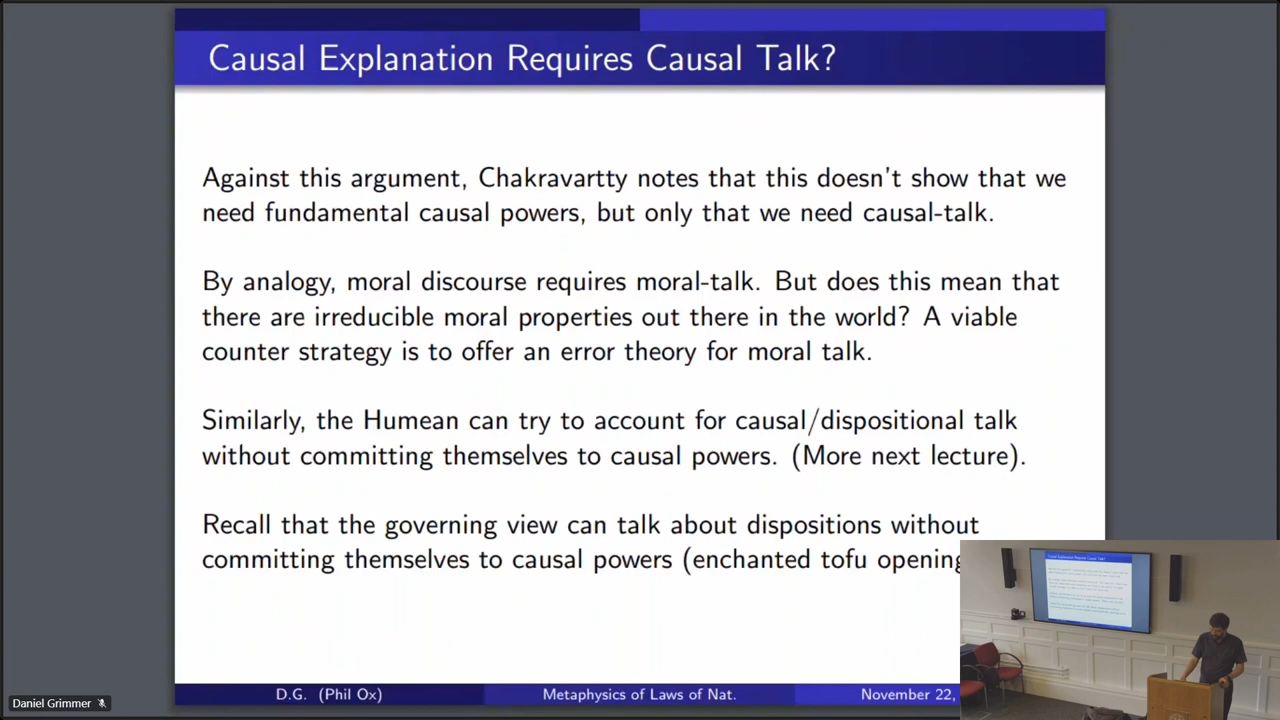 Causal Explanation Requires Causal Talk?
Against this argument, Chakravartty notes that this doesn't show that we
need fundamental causal powers, but only that we need causal-talk.
By analogy, moral discourse requires moral-talk. But does this mean that
there are irreducible moral properties out there in the world? A viable
counter strategy is to offer an error theory for moral talk.
Similarly, the Humean can try to account for causal/dispositional talk
without committing themselves to causal powers. (More next lecture).
Recall that the governing view can talk about dispositions without
committing themselves to causal powers (enchanted tofu opening
D.G. (Phil Ox) Metaphysics of Laws of Nat. November 22,
Daniel Grimmer